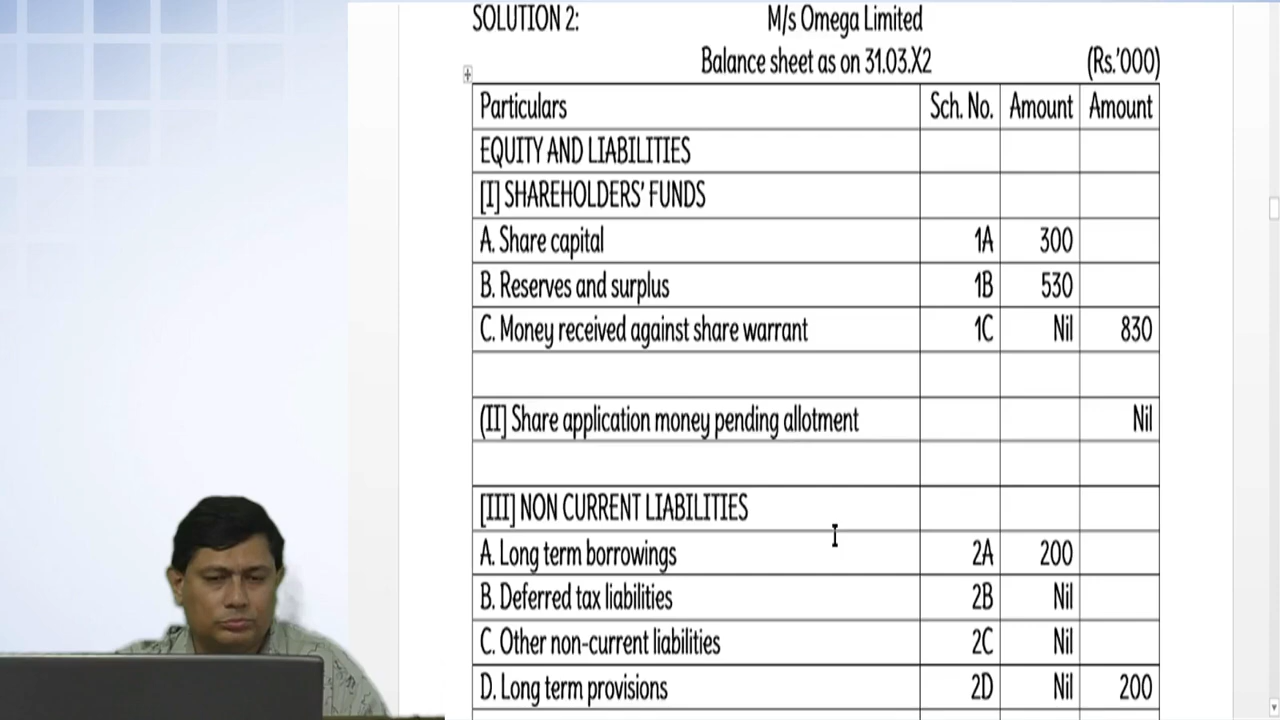 SOLUTION 2: M/s Omega Limited
Balance sheet as on 31.03.X2 (Rs.'000)
Particulars Sch. No. Amount Amount
EQUITY AND LIABILITIES
[I] SHAREHOLDERS' FUNDS
A. Share capital 1A 300
B. Reserves and surplus 1B 530
C. Money received against share warrant 1C Nil 830
(II] Share application money pending allotment Nil
[III] NON CURRENT LIABILITIES
A. Long term borrowings 2A 200
B. Deferred tax liabilities 2B Nil
C. Other non-current liabilities 2C Nil
D. Long term provisions 2D Nil 200